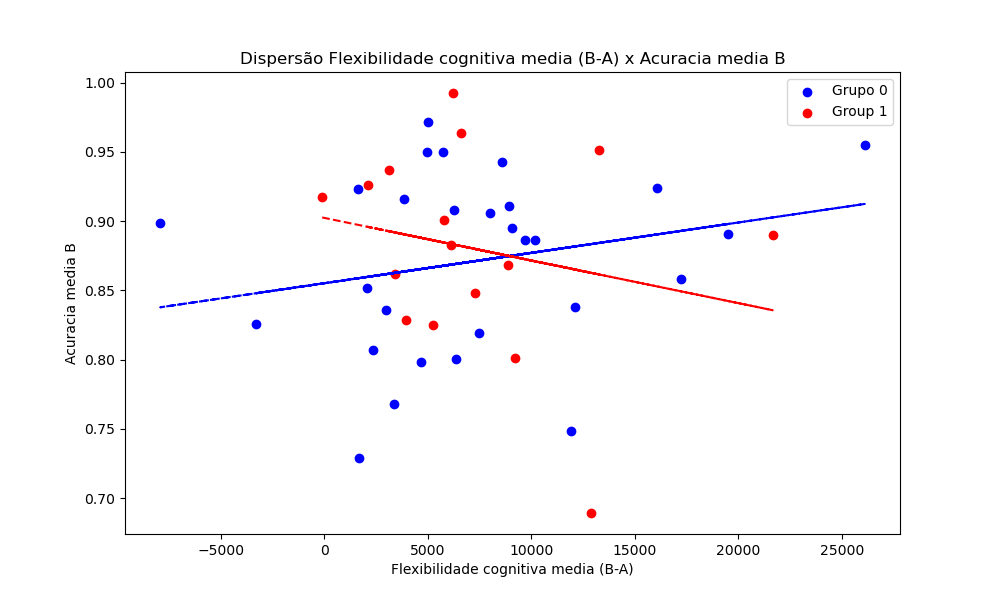 Dispersão Flexibilidade cognitiva media (B-A) x Acuracia media B
Grupo 0
Group 1
1.00
0.95
0.90
0.85
0.80
0.75
0.70
Acuracia media B
−5000
0
5000
10000
15000
20000
25000
Flexibilidade cognitiva media (B-A)